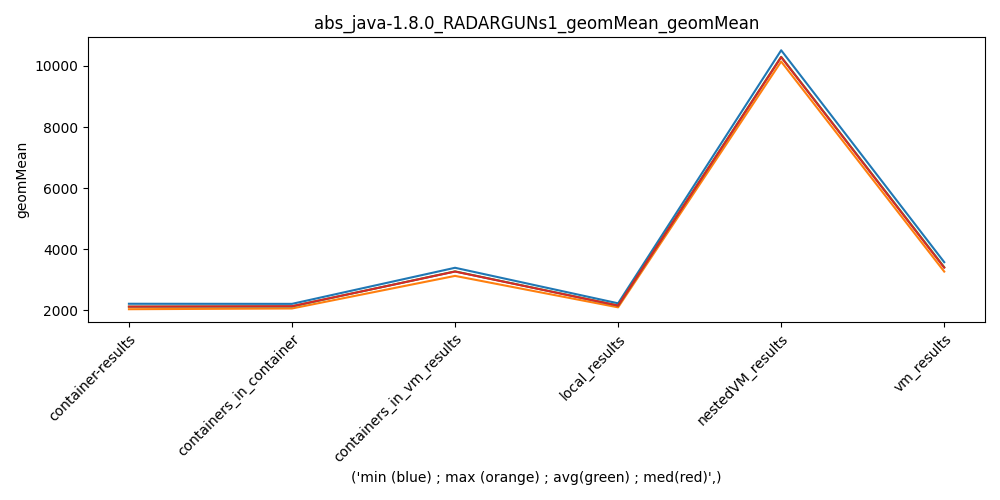 abs_java-1.8.0_RADARGUNs1_geomMean_geomMean
geomMean
10000
8000
6000
4000
2000
container-results
containers_in_container
containers_in_vm_results
local_results
nestedVM_results
vm_results
('min (blue) ; max (orange) ; avg(green) ; med(red)',)